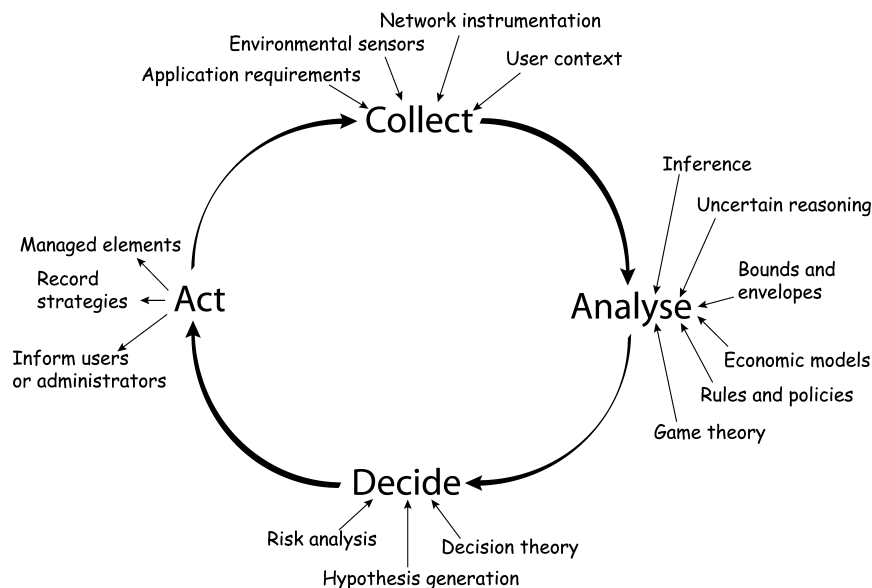 Network instrumentation
Environmental sensors
User context
Application requirements
Collect
Inference
Uncertain reasoning
Bounds and
envelopes
Analyse
Economic models
Rules and policies
Game theory
Decide
Risk analysis
Decision theory
Hypothesis generation
Managed elements
Record
strategies
Act
Inform users
or administrators